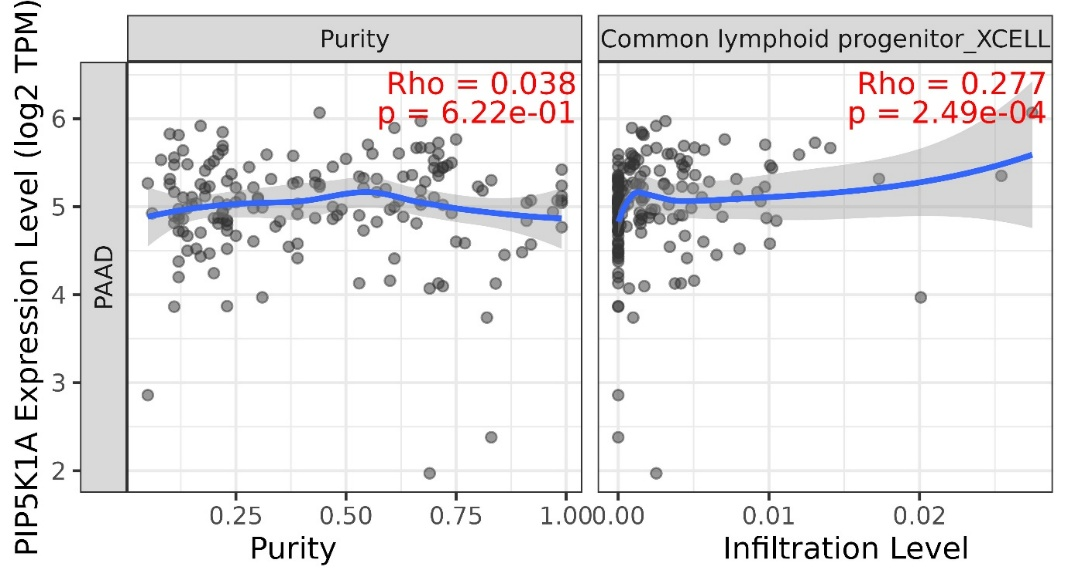 Purity
Common lymphoid progenitor_XCELL
PIP5K1A Expression Level (log2 TPM)
PAAD
Rho = 0.038
p = 6.22e-01
Rho = 0.277
p = 2.49e-04
6
5
4
3
2
0.25
0.50
0.75
1.00
0.00
0.01
0.02
Purity
Infiltration Level